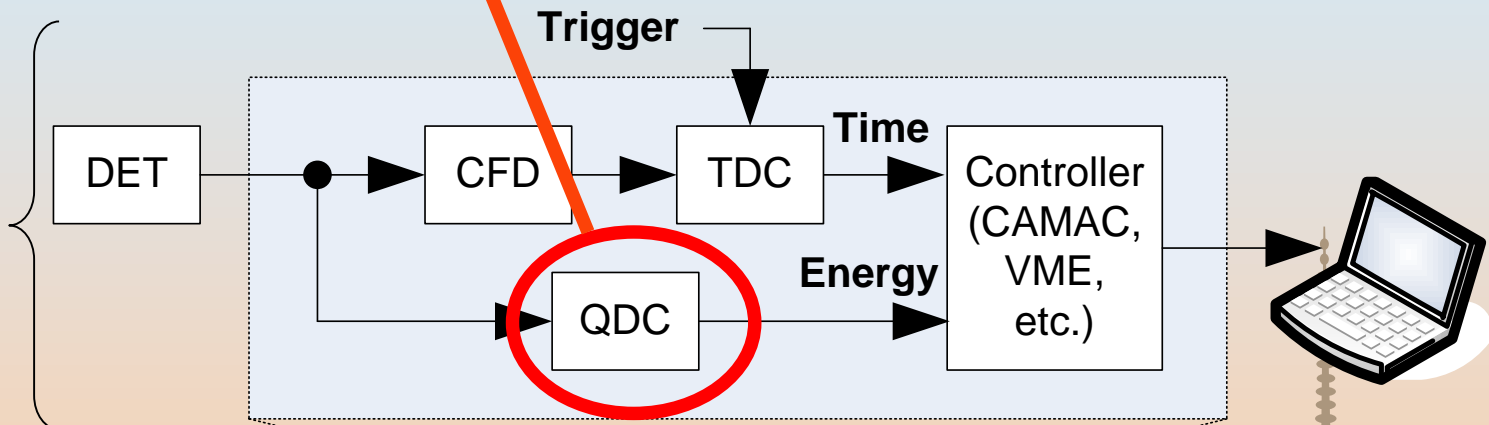 Trigger
DET
CFD
TDC
Time
Controller
(CAMAC,
VME,
etc.)
QDC
Energy